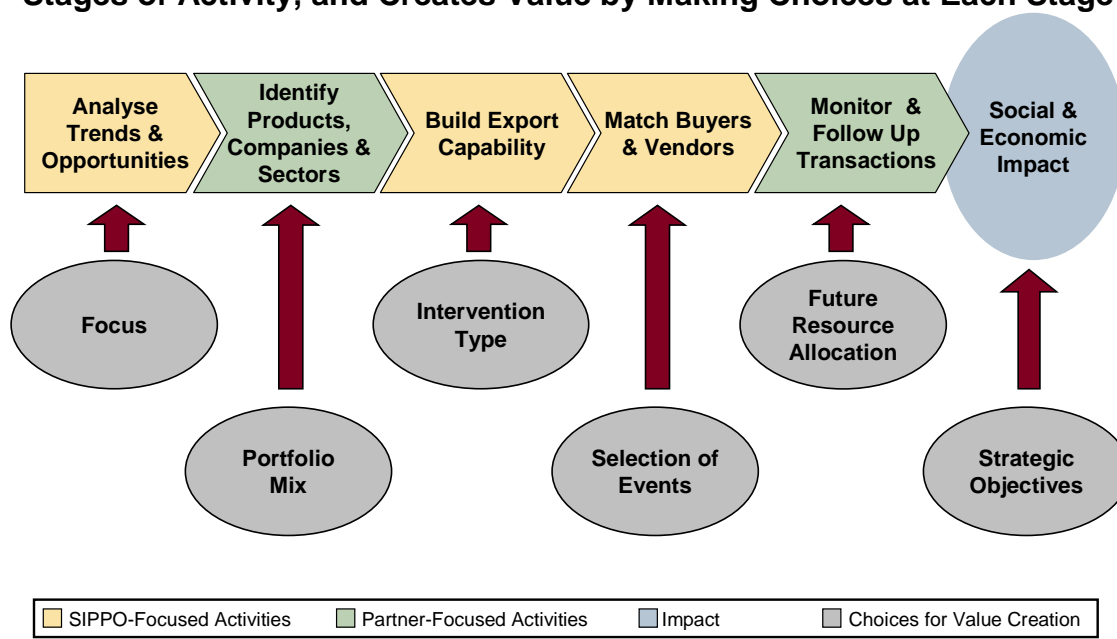 Stages of Activity, and Creates Value by Making Choices at Each Stage
Analyse
Trends &
Opportunities
Identify
Products,
Companies &
Sectors
Build Export
Capability
Match Buyers
& Vendors
Monitor &
Follow Up
Transactions
Social &
Economic
Impact
Focus
Intervention
Type
Future
Resource
Allocation
Portfolio
Mix
Selection of
Events
Strategic
Objectives
SIPPO-Focused Activities
Partner-Focused Activities
Impact
Choices for Value Creation